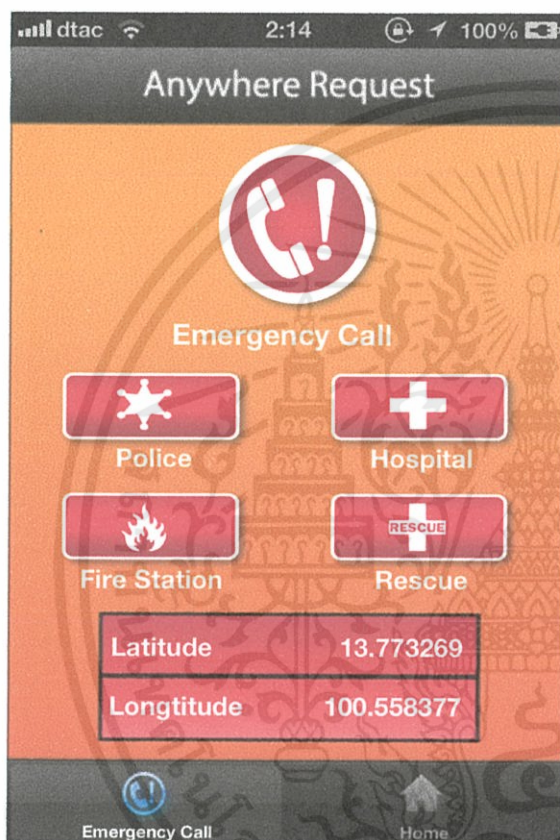 dtac 2:14 100%
Anywhere Request
Emergency Call
Police Hospital
RESCUE
Fire Station Rescue
Latitude 13.773269
Longtitude 100.558377
Emergency Call Home